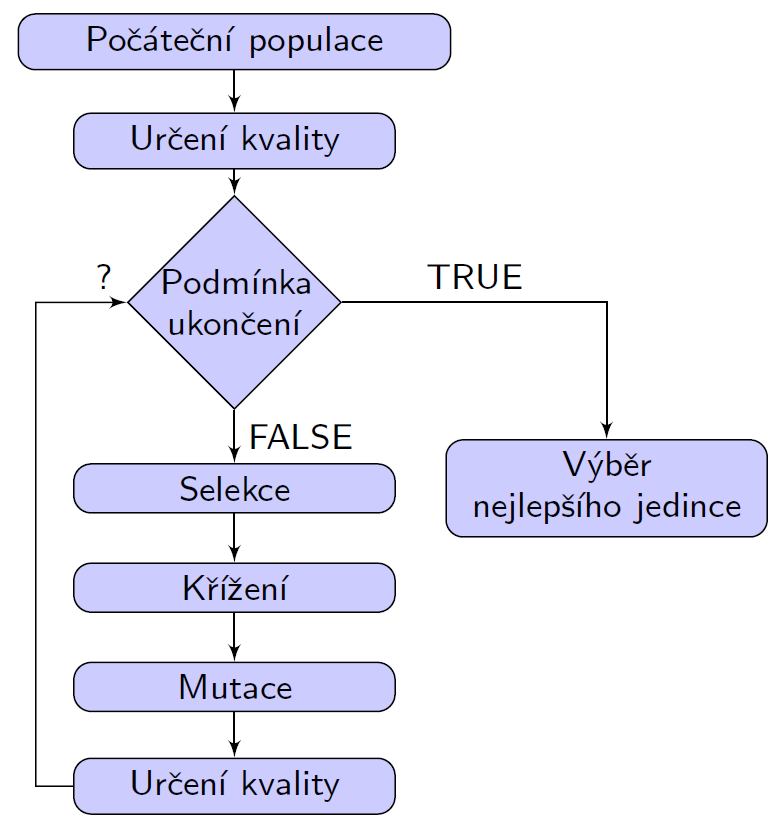 Počáteční populace
Určení kvality
?
Podmínka
ukončení
TRUE
FALSE
Selekce
Výběr
nejlepšího jedince
Křížení
Mutace
Určení kvality